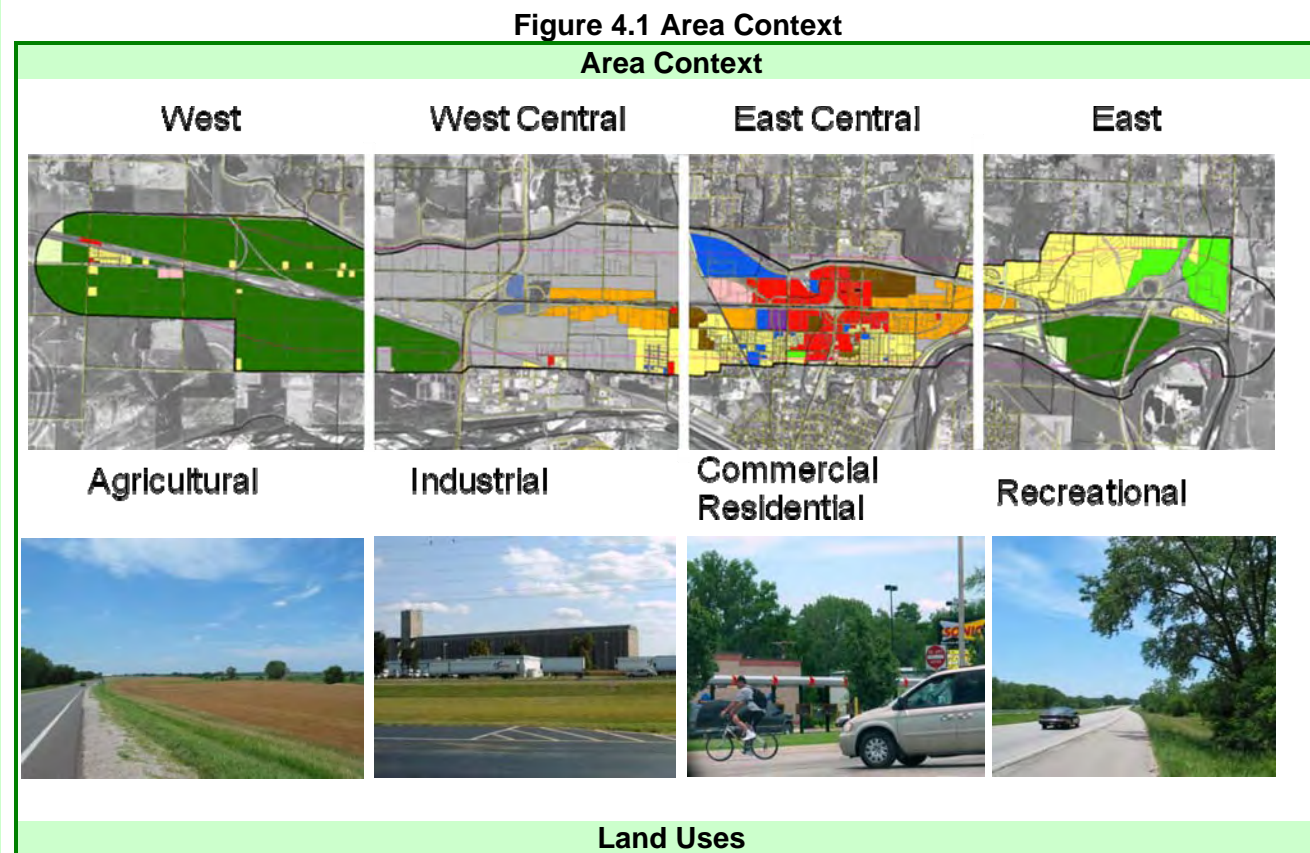 Figure 4.1 Area Context
Area Context
West
West Central
East Central
East
Agricultural
Industrial
Commercial
Residential
Recreational
SONIC
Land Uses